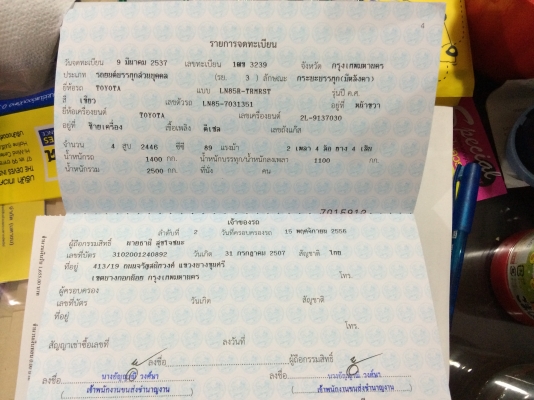 4
รายการจดทะเบียน
วันจดทะเบียน 9 มีนาคม 2537 เลขทะเบียน 3239 จังหวัด กรุงเทพมหานคร
ประเภท รถยนต์บรรทุกส่วนบุคคล (รย. 3 ) ลักษณะ กระบะบรรทุก(มีหลังคา)
ยี่ห้อรถ TOYOTA แบบ LN85R-TRMRST รุ่นปี ค.ศ.
สี เขียว เลขตัวรถ LN85-7031351 อยู่ที่ หน้าขวา
ยี่ห้อเครื่องยนต์ TOYOTA เลขเครื่องยนต์ 2L-9137030
อยู่ที่ ซ้ายเครื่อง เชื้อเพลิง ดีเซล เลขถังแก๊ส
จำนวน 4 สูบ 2446 ซีซี 89 แรงม้า 2 เพลา 4 ล้อ ยาง 4 เส้น
น้ำหนักรถ 1400 กก. น้ำหนักบรรทุก/น้ำหนักลงเพลา 1100 กก.
น้ำหนักรวม 2500 กก. ที่นั่ง คน
เจ้าของรถ
ลำดับที่ 2 วันที่ครอบครองรถ 15 พฤศจิกายน 2556
ผู้ถือกรรมสิทธิ์
เลขที่บัตร 3102001240892 เกิด 31 กรกฎาคม 2507 สัญชาติ ไทย
ที่อยู่ 413/19 ถนนจรัญสนิทวงศ์ แขวงบางขุนศรี
เขตบางกอกน้อย กรุงเทพมหานคร โทร.
ผู้ครอบครอง
เลขที่บัตร วันเกิด สัญชาติ
ที่อยู่
โทร.
สัญญาเช่าซื้อเลขที่ ลงวันที่
ลงชื่อ ผู้ถือกรรมสิทธิ์
ลงชื่อ วงศ์นา ลงชื่อ วงศ์นา
เจ้าพนักงานขนส่งชำนาญงาน เจ้าพนักงานขนส่งชำนาญงาน
Special